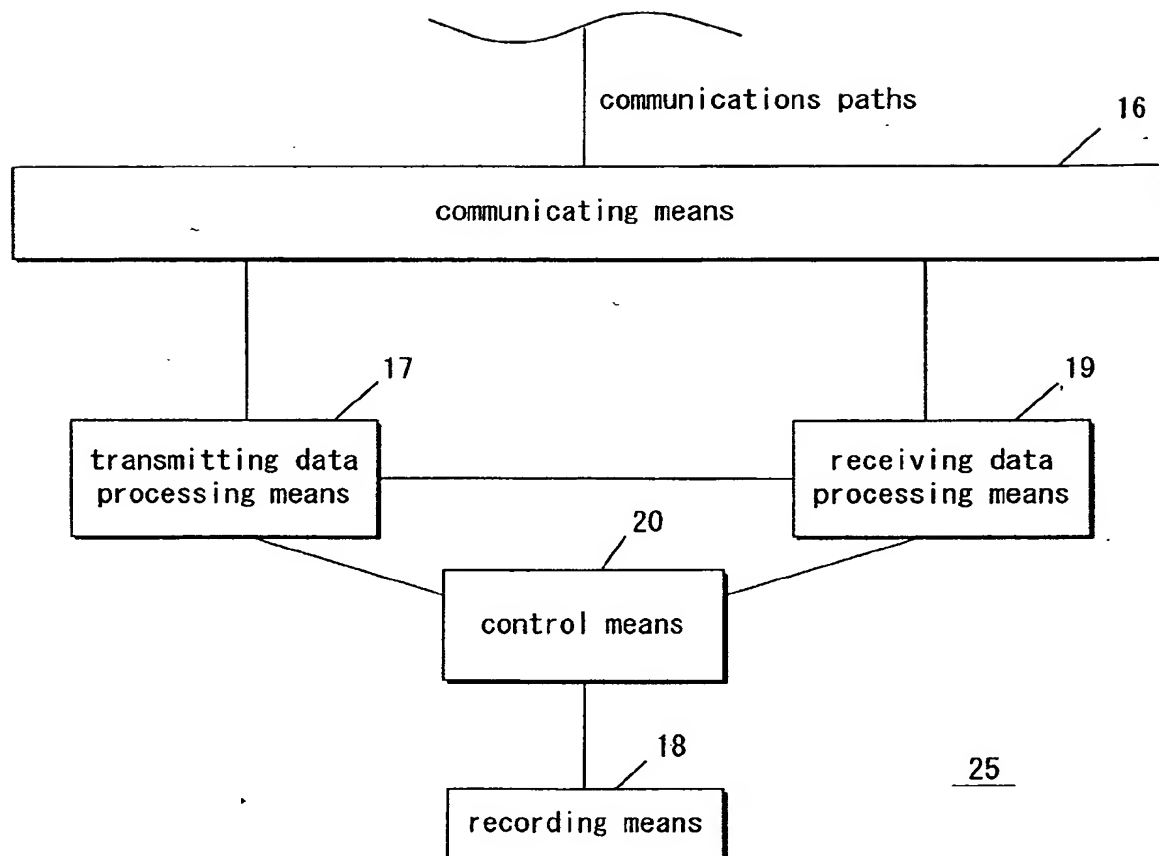 communications paths
16
communicating means
17
19
transmitting data
processing means
receiving data
processing means
20
control means
18
25
recording means